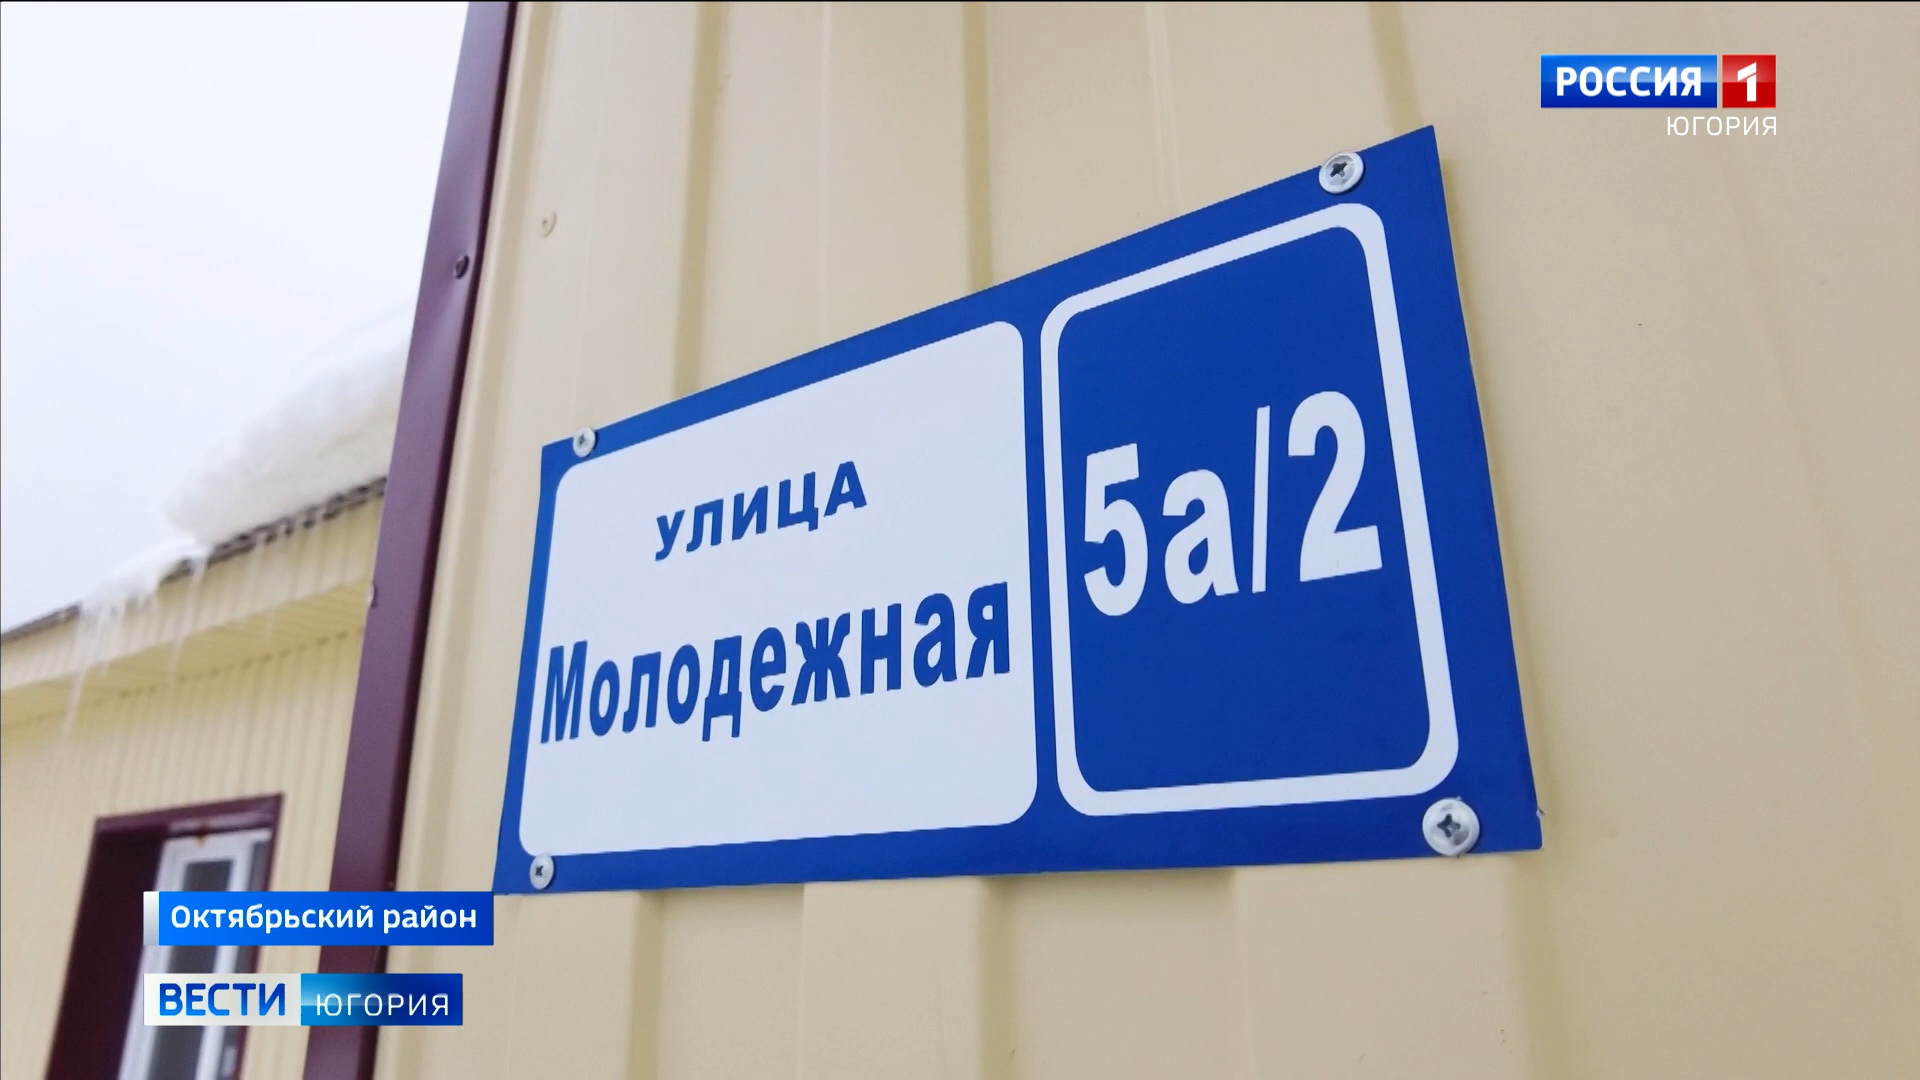 РОССИЯ 1
ЮГОРИЯ
УЛИЦА
Молодежная
5а/2
Октябрьский район
ВЕСТИ ЮГОРИЯ